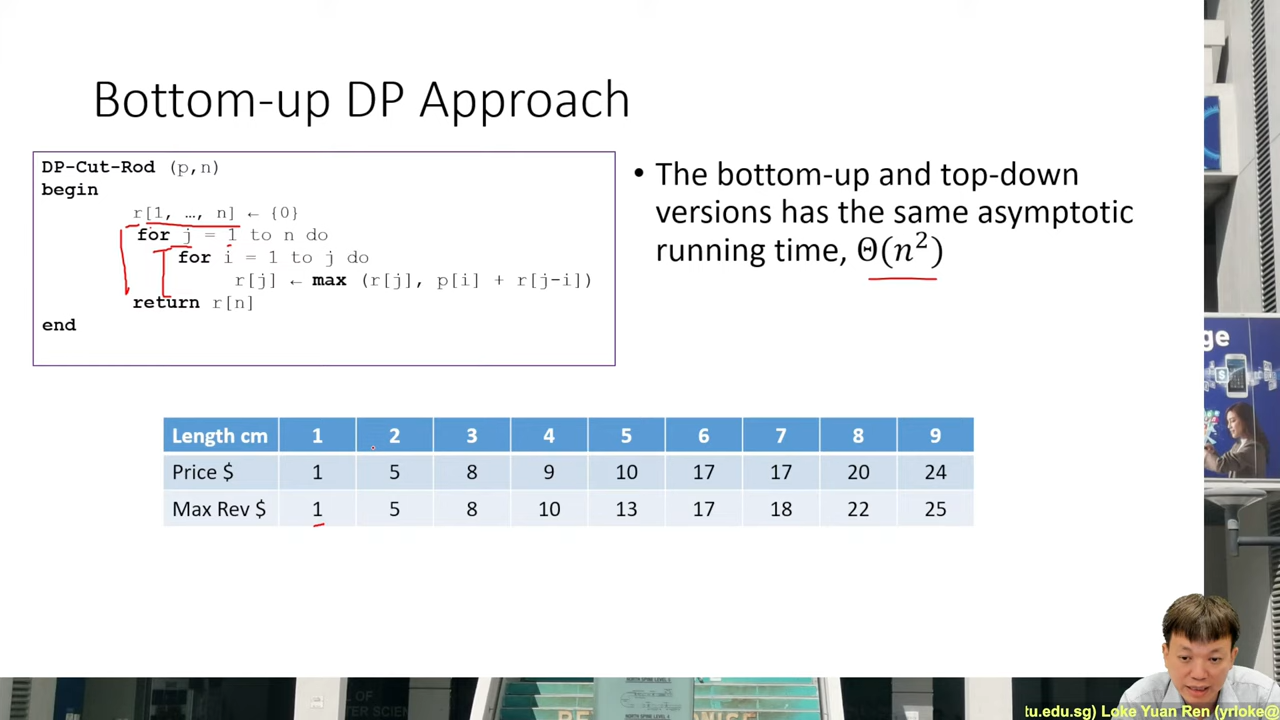 Bottom-up DP Approach
DP-Cut-Rod (p,n)
begin
r[1, …, n] ← {0}
for j = 1 to n do
for i = 1 to j do
r[j] ← max (r[j], p[i] + r[j-i])
return r[n]
end
• The bottom-up and top-down
versions has the same asymptotic
running time, Θ(n²)
Length cm 1 2 3 4 5 6 7 8 9
Price $ 1 5 8 9 10 17 17 20 24
Max Rev $ 1 5 8 10 13 17 18 22 25
ge
tu.edu.sg) Loke Yuan Ren (yrloke@